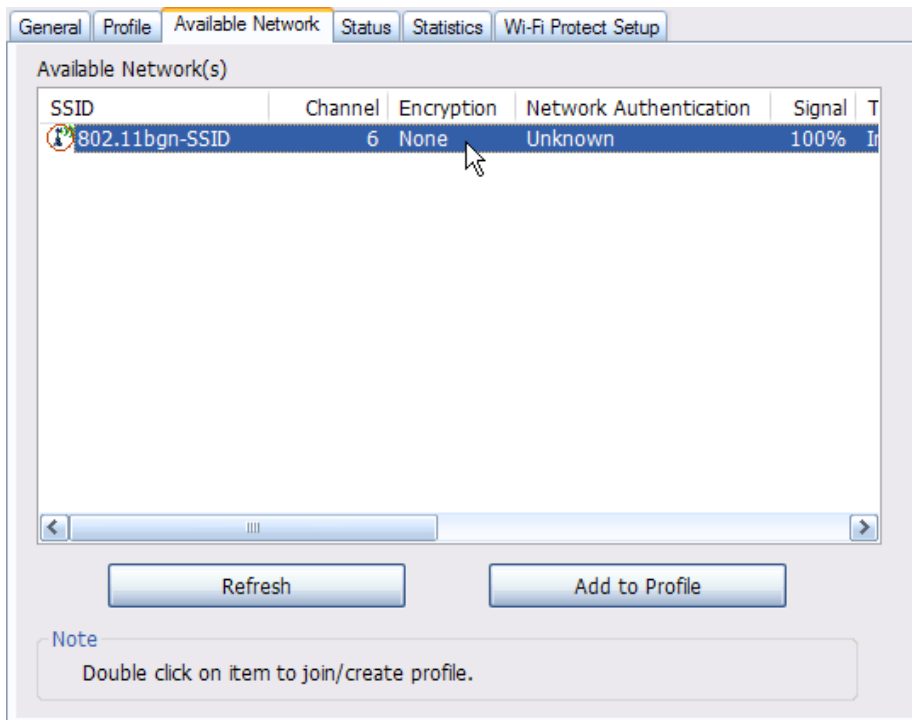 General Profile Available Network Status Statistics Wi-Fi Protect Setup
Available Network(s)
SSID Channel Encryption Network Authentication Signal T
802.11bgn-SSID 6 None Unknown 100% In
Refresh Add to Profile
Note
Double click on item to join/create profile.